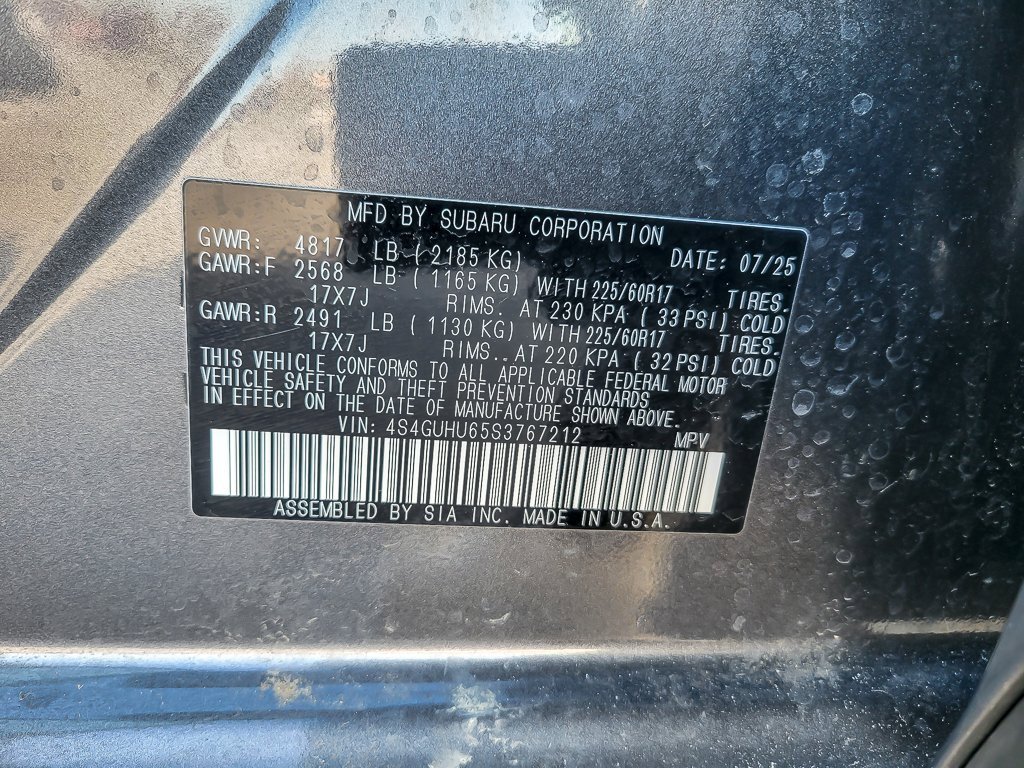 MFD BY SUBARU CORPORATION
GVWR: 4817 LB ( 2185 KG) DATE: 07/25
GAWR:F 2568 LB ( 1165 KG) WITH 225/60R17 TIRES.
17X7J RIMS. AT 230 KPA ( 33 PSI) COLD
GAWR:R 2491 LB ( 1130 KG) WITH 225/60R17 TIRES.
17X7J RIMS. AT 220 KPA ( 32 PSI) COLD
THIS VEHICLE CONFORMS TO ALL APPLICABLE FEDERAL MOTOR
VEHICLE SAFETY AND THEFT PREVENTION STANDARDS
IN EFFECT ON THE DATE OF MANUFACTURE SHOWN ABOVE.
VIN: 4S4GUHU65S3767212 MPV
ASSEMBLED BY SIA INC. MADE IN U.S.A.